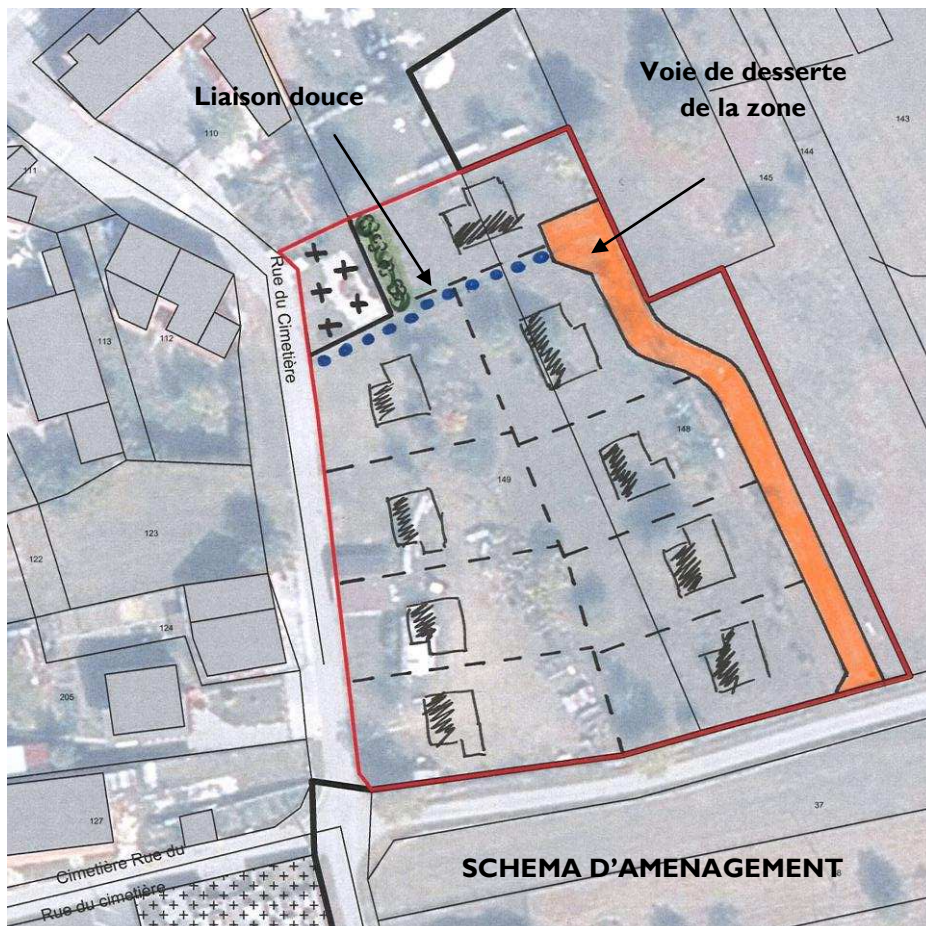 Liaison douce
Voie de desserte
de la zone
110
143
144
145
111
Rue du Cimetière
113
112
148
149
123
122
124
205
127
37
Cimetière Rue du
Rue du cimetière
SCHEMA D'AMENAGEMENT